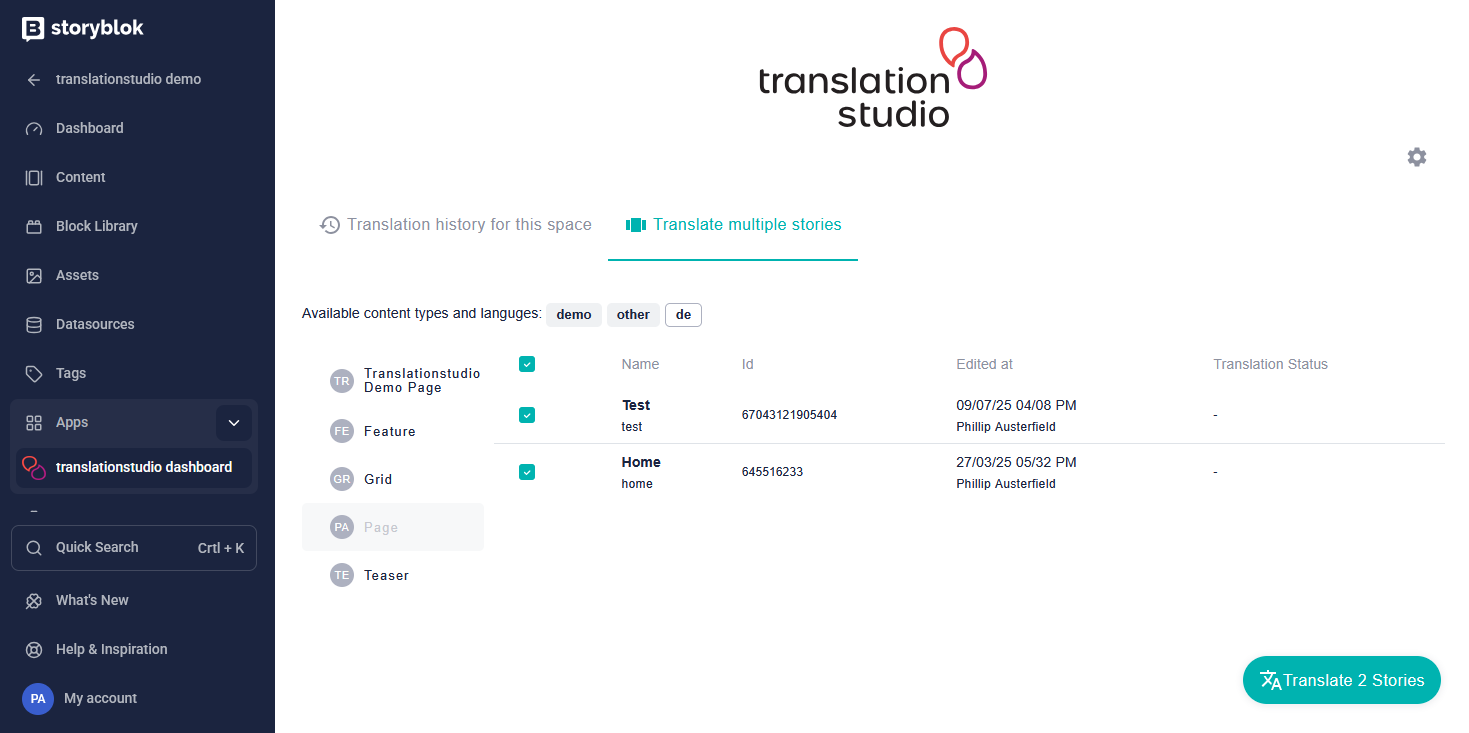 storyblok
translationstudio demo
Dashboard
Content
Block Library
Assets
Datasources
Tags
Apps
translationstudio dashboard
Quick Search Crtl + K
What's New
Help & Inspiration
PA My account
translation
studio
Translation history for this space
Translate multiple stories
Available content types and languges: demo other de
TR Translationstudio
Demo Page
FE Feature
GR Grid
PA Page
TE Teaser
Name Id Edited at Translation Status
Test 67043121905404 09/07/25 04/08 PM -
test Phillip Austerfield
Home 645516233 27/03/25 05/32 PM -
home Phillip Austerfield
Translate 2 Stories